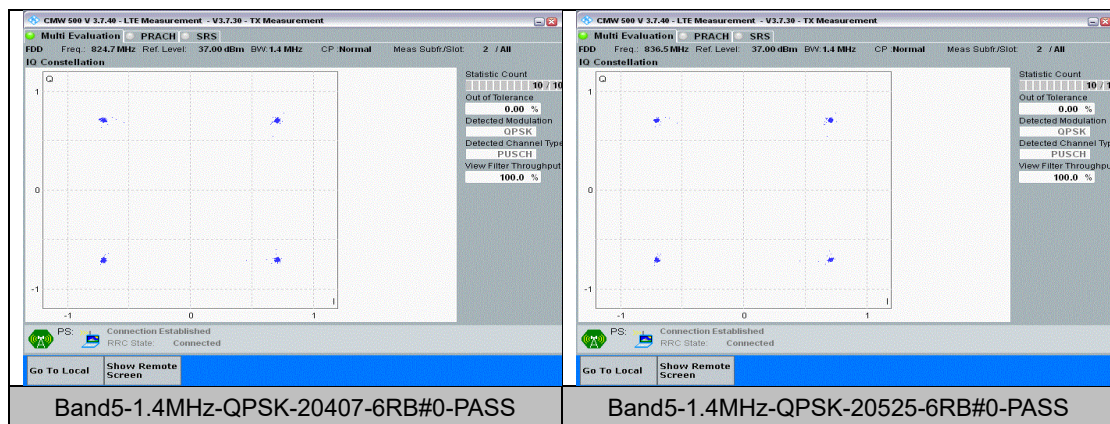 CMW 500 V 3.7.40 - LTE Measurement - V3.7.30 - TX Measurement
Multi Evaluation PRACH SRS
FDD Freq.: 824.7 MHz Ref. Level: 37.00 dBm BW: 1.4 MHz CP :Normal Meas Subfr./Slot: 2 / All
IQ Constellation
Q
1
0
-1
-1 0 1
I
Statistic Count
10 / 10
Out of Tolerance
0.00 %
Detected Modulation
QPSK
Detected Channel Type
PUSCH
View Filter Throughput
100.0 %
PS: Connection Established
RRC State: Connected
Go To Local
Show Remote
Screen
Band5-1.4MHz-QPSK-20407-6RB#0-PASS
CMW 500 V 3.7.40 - LTE Measurement - V3.7.30 - TX Measurement
Multi Evaluation PRACH SRS
FDD Freq.: 836.5 MHz Ref. Level: 37.00 dBm BW: 1.4 MHz CP :Normal Meas Subfr./Slot: 2 / All
IQ Constellation
Q
1
0
-1
-1 0 1
I
Statistic Count
10 / 1
Out of Tolerance
0.00 %
Detected Modulation
QPSK
Detected Channel Typ
PUSCH
View Filter Throughpu
100.0 %
PS: Connection Established
RRC State: Connected
Go To Local
Show Remote
Screen
Band5-1.4MHz-QPSK-20525-6RB#0-PASS